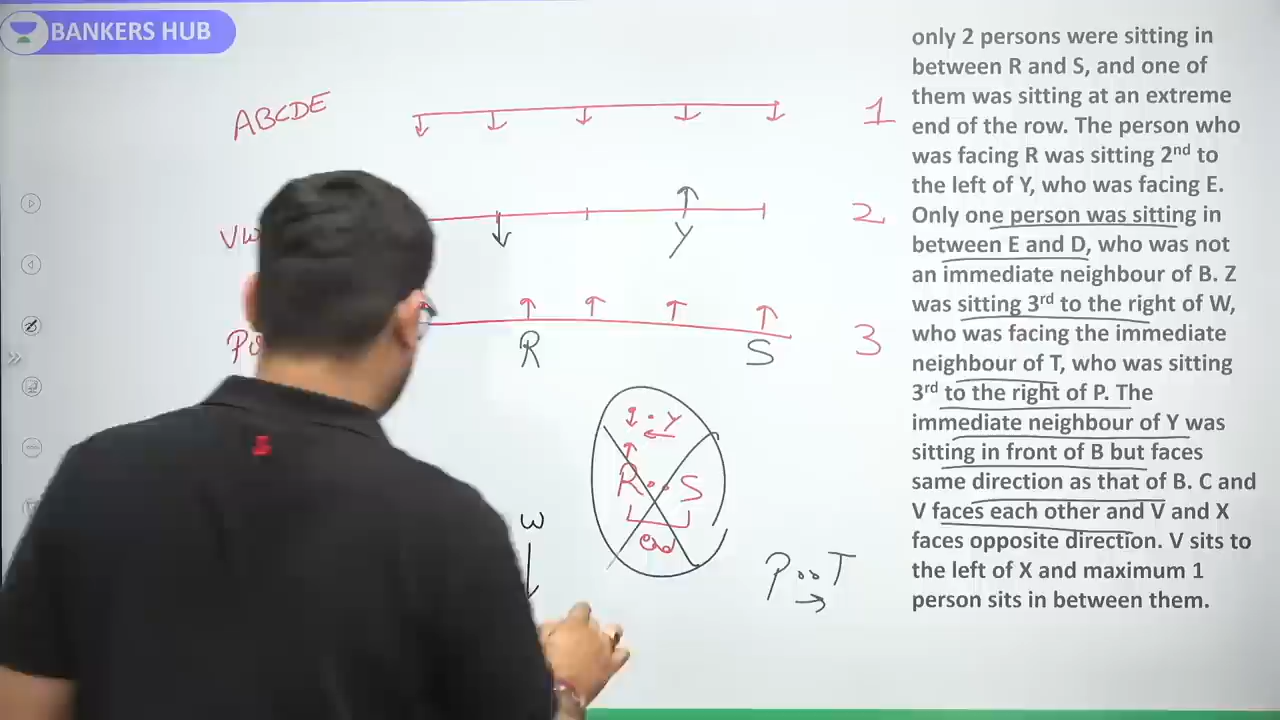 BANKERS HUB
ABCDE
1
VW
Y
2
R
S
3
Y
R S
end
W
P T
only 2 persons were sitting in
between R and S, and one of
them was sitting at an extreme
end of the row. The person who
was facing R was sitting 2nd to
the left of Y, who was facing E.
Only one person was sitting in
between E and D, who was not
an immediate neighbour of B. Z
was sitting 3rd to the right of W,
who was facing the immediate
neighbour of T, who was sitting
3rd to the right of P. The
immediate neighbour of Y was
sitting in front of B but faces
same direction as that of B. C and
V faces each other and V and X
faces opposite direction. V sits to
the left of X and maximum 1
person sits in between them.